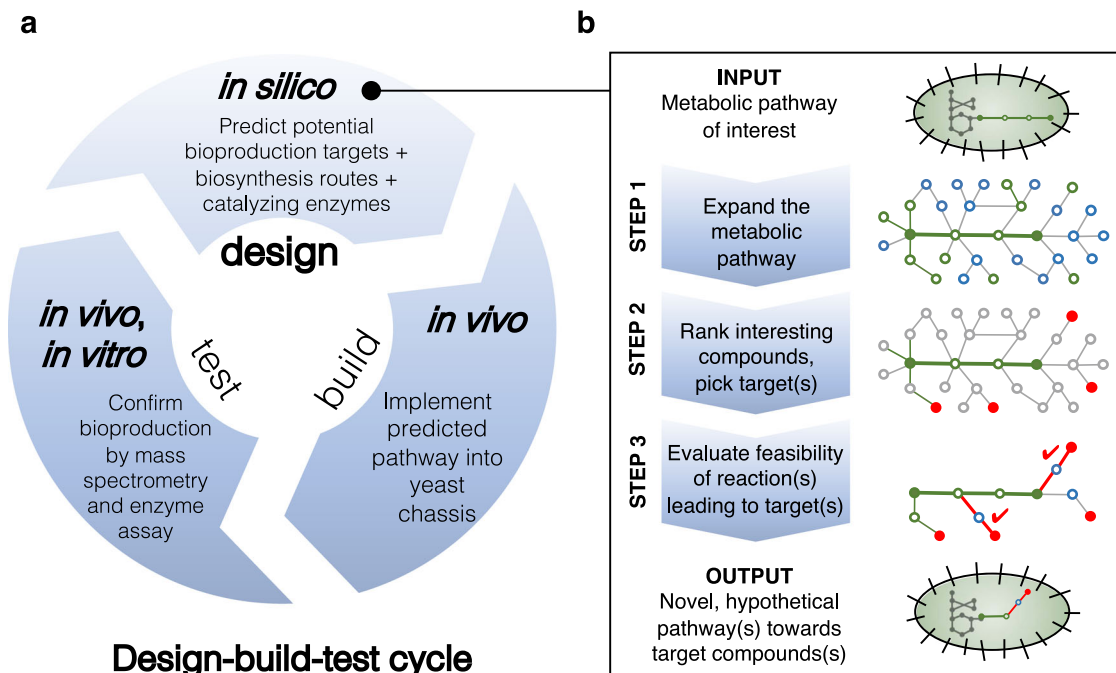 a
in silico
Predict potential
bioproduction targets +
biosynthesis routes +
catalyzing enzymes
design
in vivo
build
Implement
predicted
pathway into
yeast
chassis
in vivo,
in vitro
test
Confirm
bioproduction
by mass
spectrometry
and enzyme
assay
Design-build-test cycle
b
INPUT
Metabolic pathway
of interest
STEP 1
Expand the
metabolic
pathway
STEP 2
Rank interesting
compounds,
pick target(s)
STEP 3
Evaluate feasibility
of reaction(s)
leading to target(s)
OUTPUT
Novel, hypothetical
pathway(s) towards
target compounds(s)